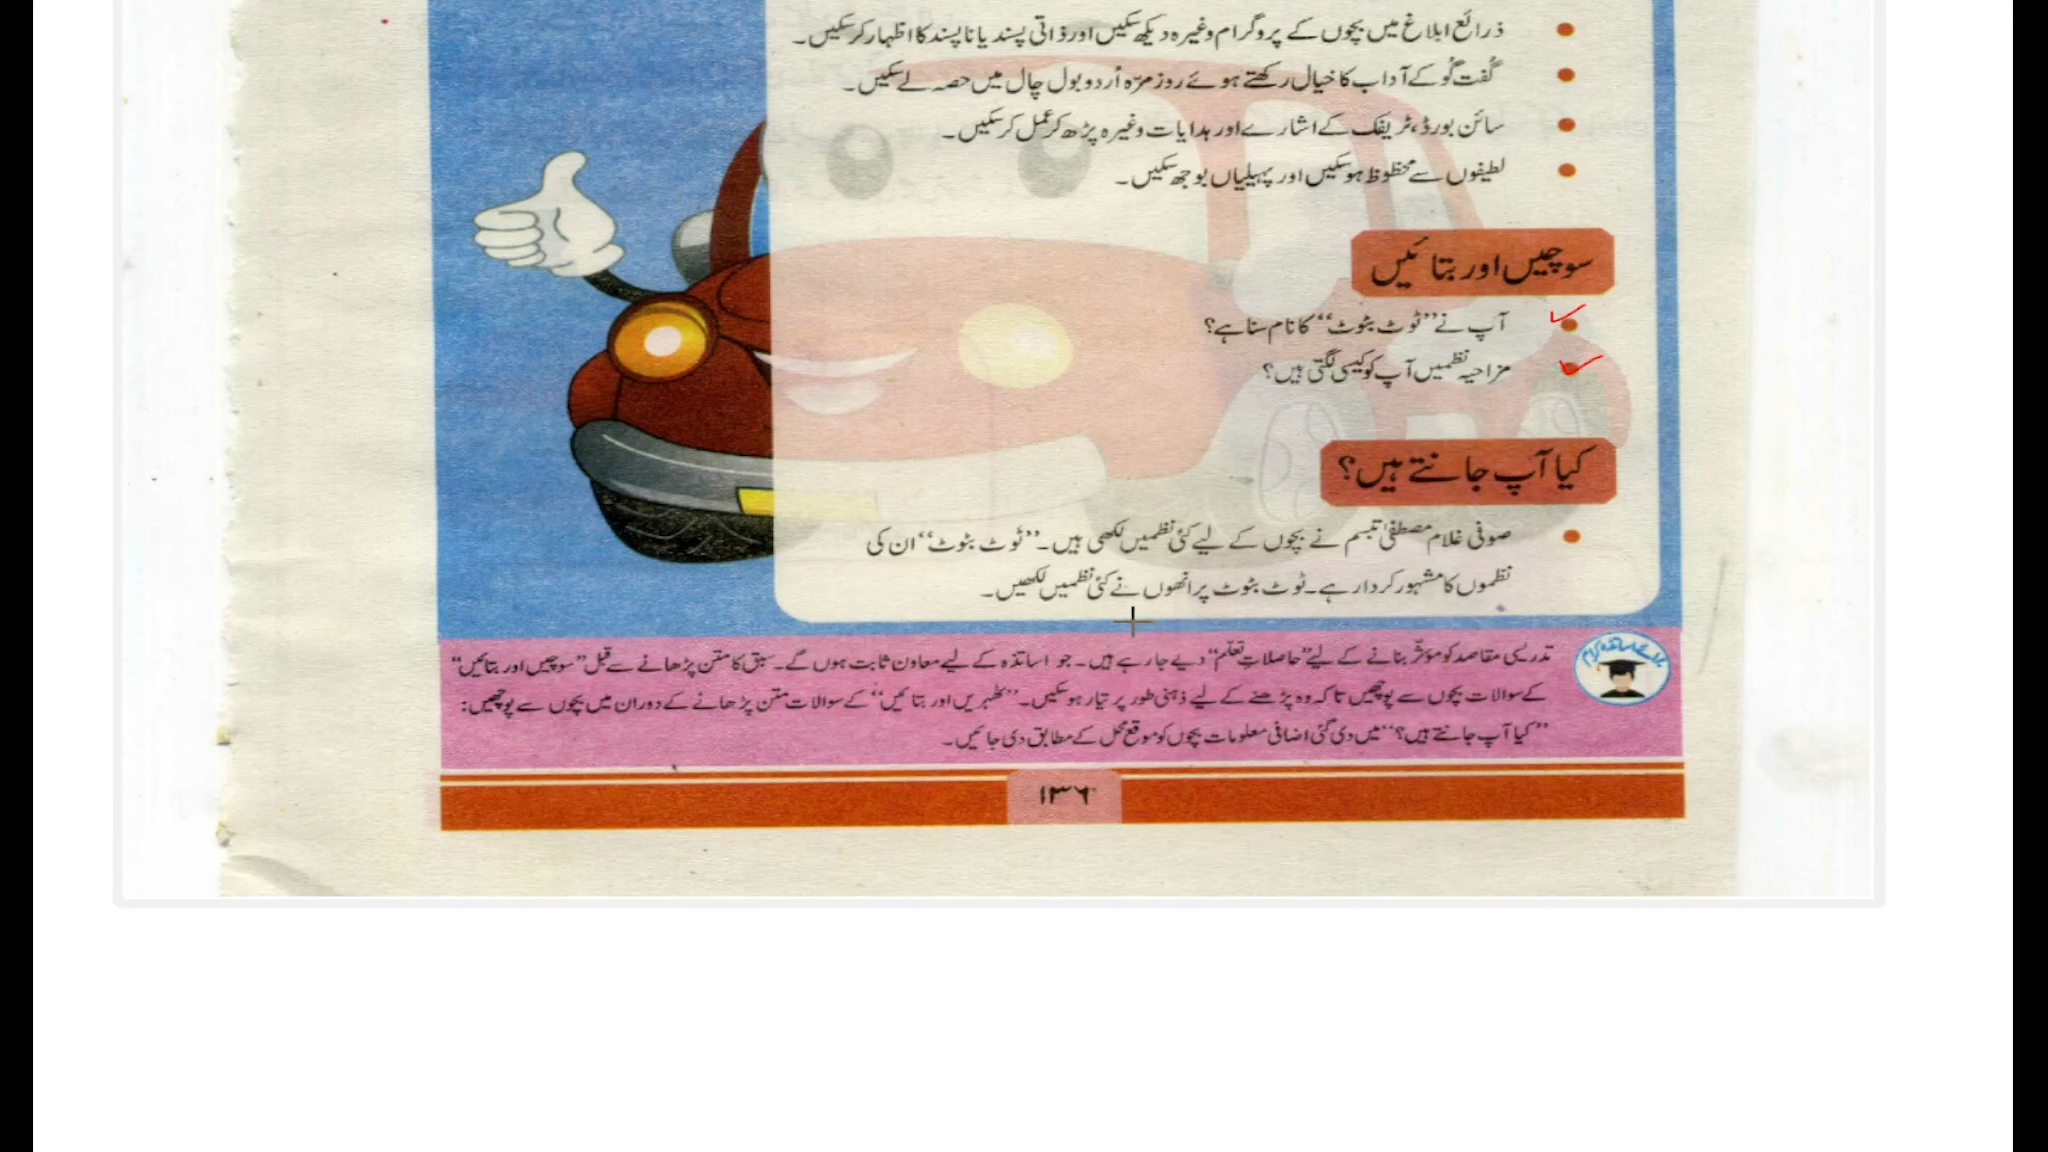 ذرائع ابلاغ میں بچوں کے پروگرام وغیرہ دیکھ سکیں اور ذاتی پسند یا ناپسند کا اظہار کر سکیں۔
گفت گو کے آداب کا خیال رکھتے ہوئے روزمرّہ اُردو بول چال میں حصہ لے سکیں۔
سائن بورڈ، ٹریفک کے اشارے اور ہدایات وغیرہ پڑھ کر عمل کر سکیں۔
لطیفوں سے محظوظ ہو سکیں اور پہیلیاں بوجھ سکیں۔
سوچیں اور بتائیں
آپ نے ”ٹوٹ بٹوٹ“ کا نام سنا ہے؟
مزاحیہ نظمیں آپ کو کیسی لگتی ہیں؟
کیا آپ جانتے ہیں؟
صوفی غلام مصطفیٰ تبسم نے بچوں کے لیے کئی نظمیں لکھی ہیں۔ ”ٹوٹ بٹوٹ“ ان کی
نظموں کا مشہور کردار ہے۔ ٹوٹ بٹوٹ پر انھوں نے کئی نظمیں لکھیں۔
برائے اساتذہ کرام
تدریسی مقاصد کو مؤثر بنانے کے لیے ”حاصلاتِ تعلّم“ دیے جا رہے ہیں۔ جو اساتذہ کے لیے معاون ثابت ہوں گے۔ سبق کا متن پڑھانے سے قبل ”سوچیں اور بتائیں“
کے سوالات بچوں سے پوچھیں تاکہ وہ پڑھنے کے لیے ذہنی طور پر تیار ہو سکیں۔ ”ٹھہریں اور بتائیں“ کے سوالات متن پڑھانے کے دوران میں بچوں سے پوچھیں:
”کیا آپ جانتے ہیں؟“ میں دی گئی اضافی معلومات بچوں کو موقع محل کے مطابق دی جائیں۔
۱۳۶